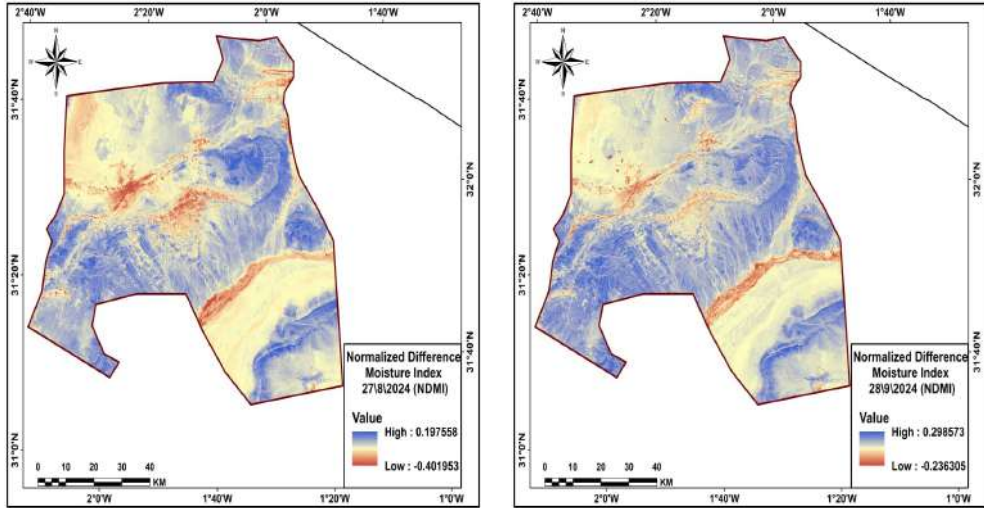 2°40'W 2°20'W 2°0'W 1°40'W
N
W E
S
31°40'N
32°0'N
31°20'N
31°40'N
31°0'N
Normalized Difference
Moisture Index
27\8\2024 (NDMI)
Value
High : 0.197558
Low : -0.401953
0 10 20 30 40
KM
2°0'W 1°40'W 1°20'W 1°0'W
2°40'W 2°20'W 2°0'W 1°40'W
N
W E
S
31°40'N
32°0'N
31°20'N
31°40'N
31°0'N
Normalized Difference
Moisture Index
28\9\2024 (NDMI)
Value
High : 0.298573
Low : -0.236305
0 10 20 30 40
KM
2°0'W 1°40'W 1°20'W 1°0'W